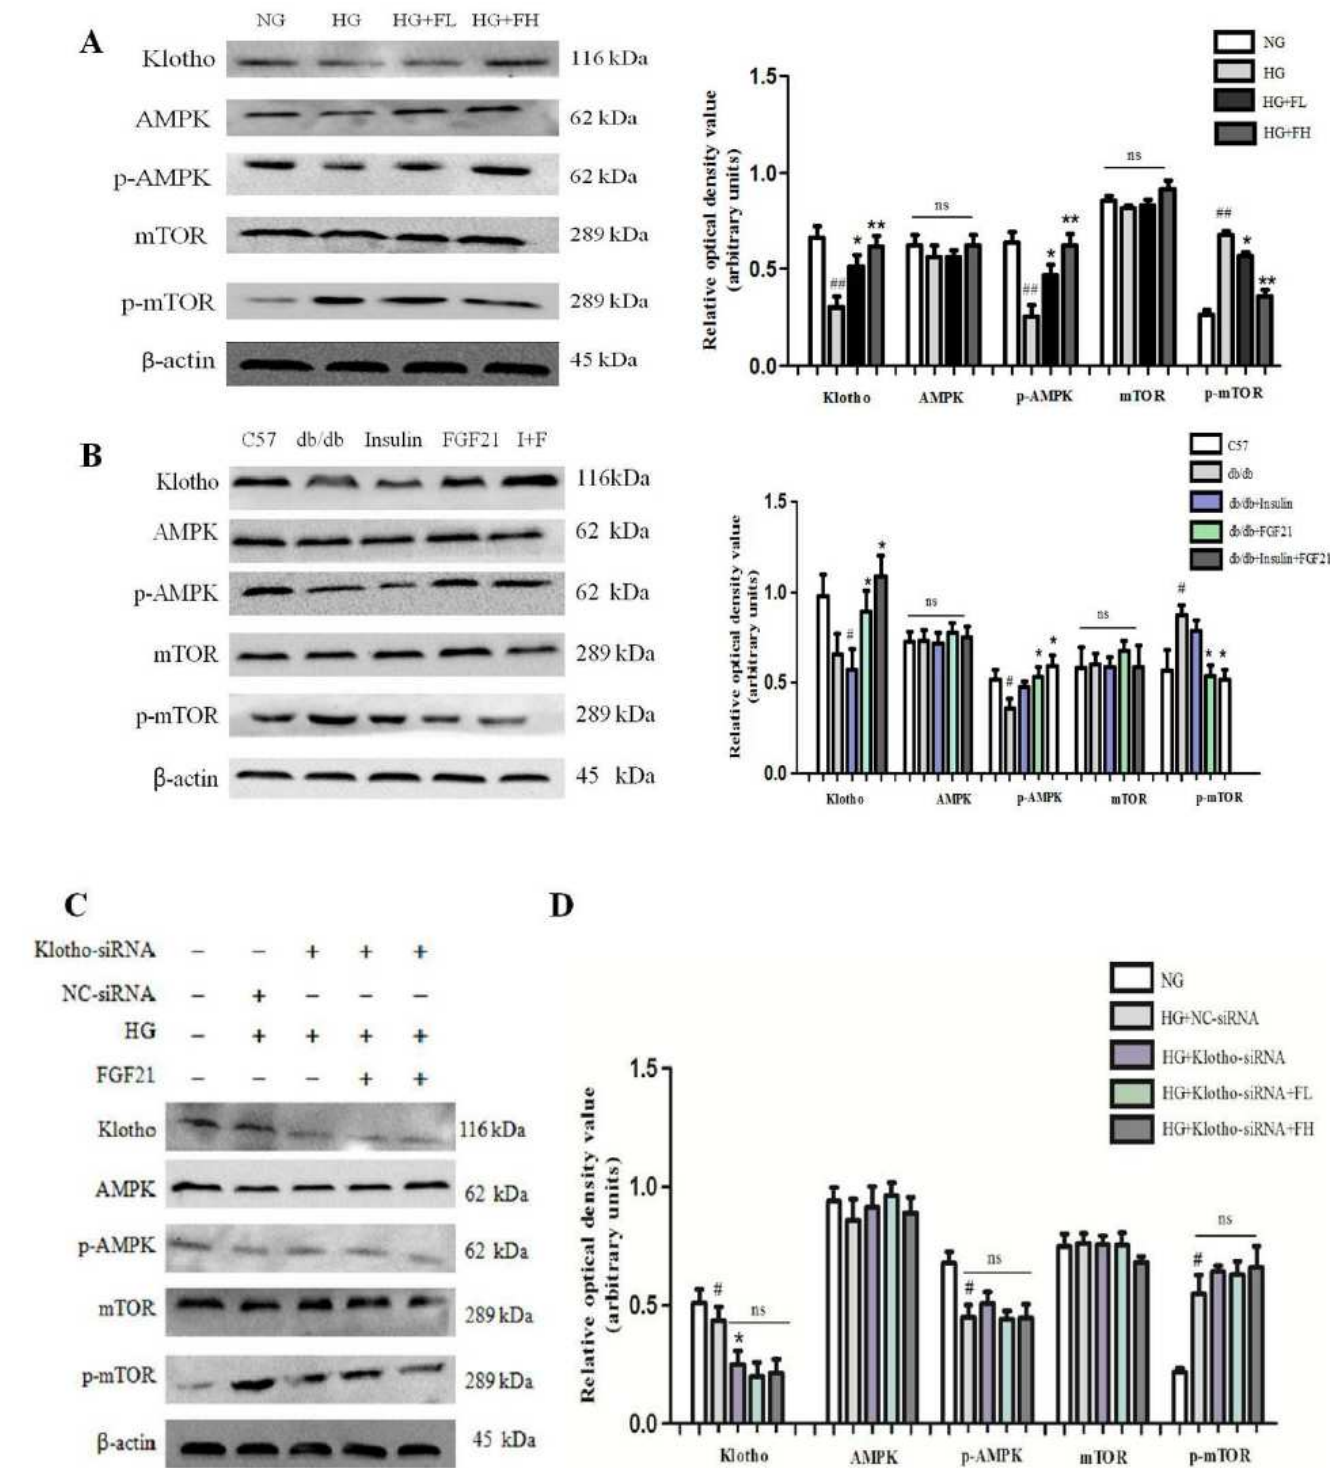 A
NG HG HG+FL HG+FH
Klotho 116 kDa
AMPK 62 kDa
p-AMPK 62 kDa
mTOR 289 kDa
p-mTOR 289 kDa
β-actin 45 kDa
NG
HG
HG+FL
HG+FH
Relative optical density value
(arbitrary units)
1.5
1.0
0.5
0.0
## * **
ns
## * **
ns
## * **
Klotho AMPK p-AMPK mTOR p-mTOR
B
C57 db/db Insulin FGF21 I+F
Klotho 116kDa
AMPK 62 kDa
p-AMPK 62 kDa
mTOR 289 kDa
p-mTOR 289 kDa
β-actin 45 kDa
C57
db/db
db/db+Insulin
db/db+FGF21
db/db+Insulin+FGF21
Relative optical density value
(arbitrary units)
1.5
1.0
0.5
0.0
# * *
ns
# * *
ns
# * *
Klotho AMPK p-AMPK mTOR p-mTOR
C
Klotho-siRNA – – + + +
NC-siRNA – + – – –
HG – + + + +
FGF21 – – – + +
Klotho 116 kDa
AMPK 62 kDa
p-AMPK 62 kDa
mTOR 289 kDa
p-mTOR 289 kDa
β-actin 45 kDa
D
NG
HG+NC-siRNA
HG+Klotho-siRNA
HG+Klotho-siRNA+FL
HG+Klotho-siRNA+FH
Relative optical density value
(arbitrary units)
1.5
1.0
0.5
0.0
# * ns
# ns
# ns
Klotho AMPK p-AMPK mTOR p-mTOR